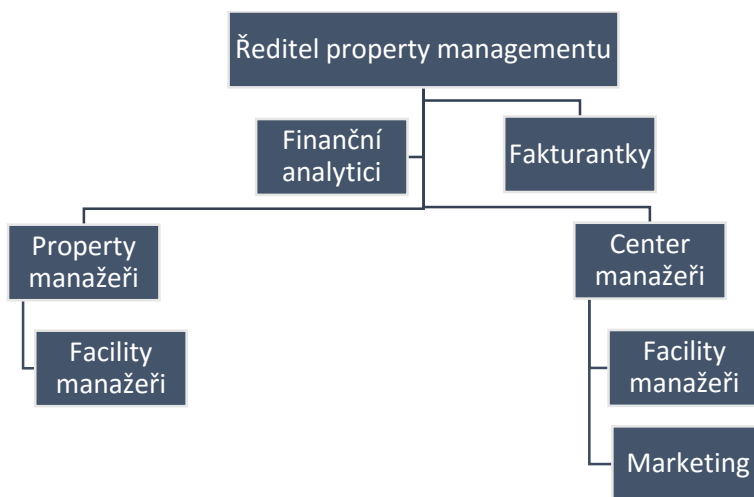 Ředitel property managementu
Finanční
analytici
Fakturantky
Property
manažeři
Center
manažeři
Facility
manažeři
Facility
manažeři
Marketing